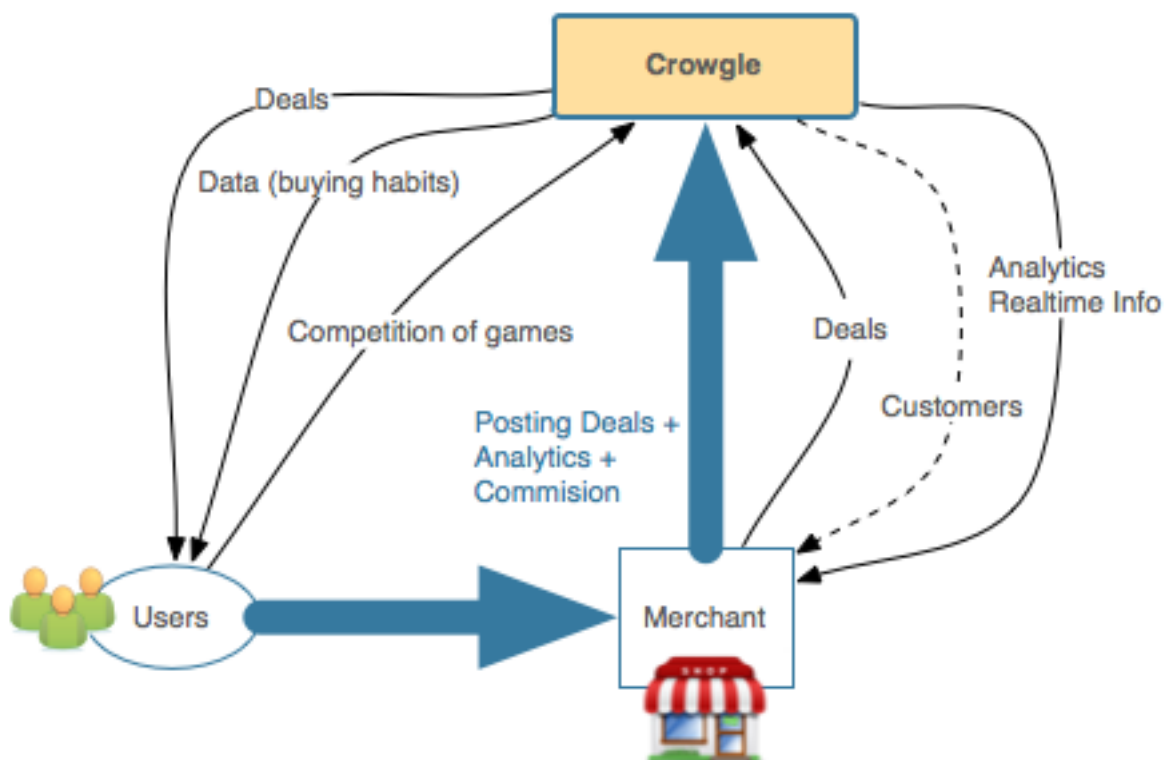 Crowgle
Deals
Data (buying habits)
Competition of games
Posting Deals +
Analytics +
Commision
Deals
Analytics
Realtime Info
Customers
Users
Merchant
SHOP